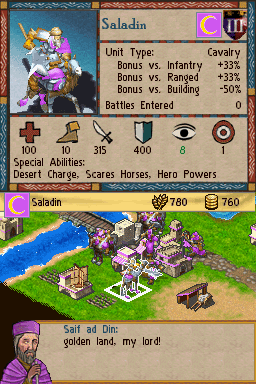 Saladin
III
Unit Type: Cavalry
Bonus vs. Infantry +33%
Bonus vs. Ranged +33%
Bonus vs. Building -50%
Battles Entered 0
100 10 315 400 8 1
Special Abilities:
Desert Charge, Scares Horses, Hero Powers
Saladin 780 760
Saif ad Din:
golden land, my lord!